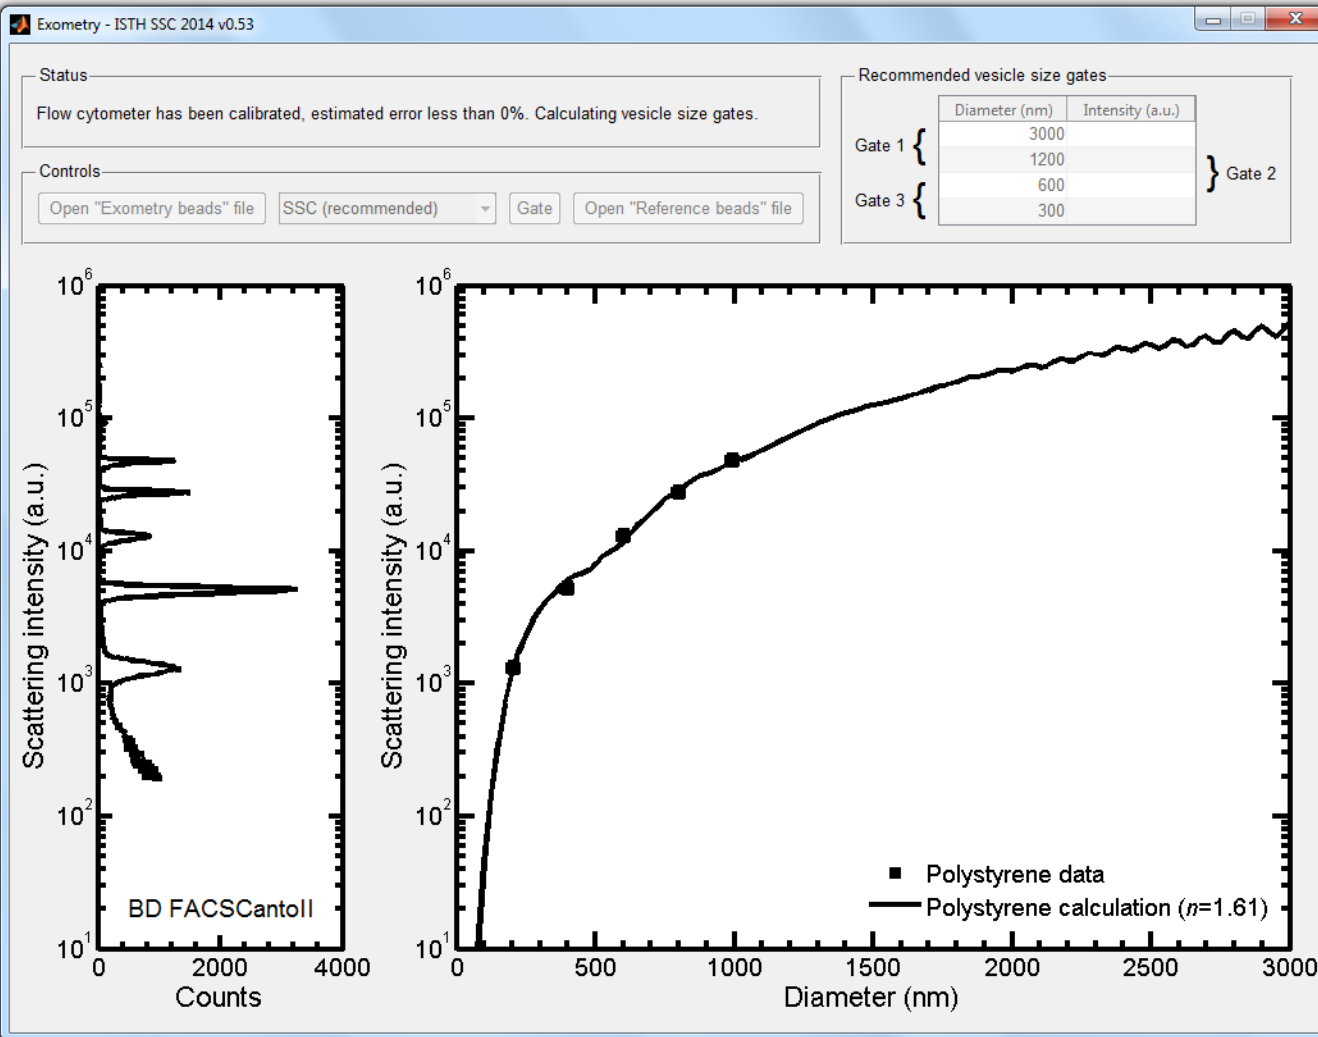 Exometry - ISTH SSC 2014 v0.53
Status
Flow cytometer has been calibrated, estimated error less than 0%. Calculating vesicle size gates.
Controls
Open "Exometry beads" file
SSC (recommended)
Gate
Open "Reference beads" file
Recommended vesicle size gates
Diameter (nm) Intensity (a.u.)
Gate 1 {
3000
1200
} Gate 2
Gate 3 {
600
300
10^6
10^5
10^4
10^3
10^2
10^1
Scattering intensity (a.u.)
BD FACSCantoII
0 2000 4000
Counts
10^6
10^5
10^4
10^3
10^2
10^1
Scattering intensity (a.u.)
Polystyrene data
Polystyrene calculation (n=1.61)
0 500 1000 1500 2000 2500 3000
Diameter (nm)